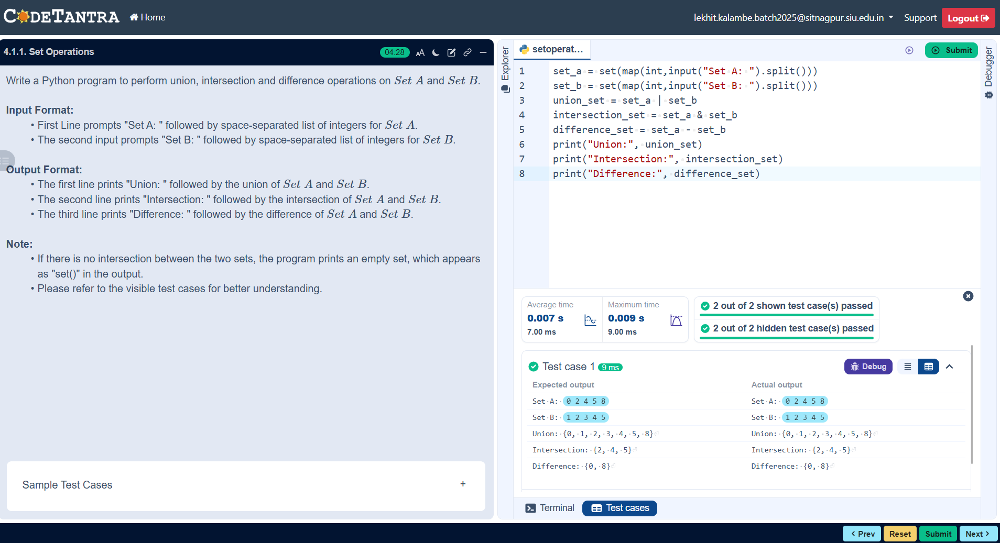 CODETANTRA
Home
lekhit.kalambe.batch2025@sitnagpur.siu.edu.in
Support
Logout
4.1.1. Set Operations
04:28
AA
Write a Python program to perform union, intersection and difference operations on Set A and Set B.
Input Format:
• First Line prompts "Set A: " followed by space-separated list of integers for Set A.
• The second input prompts "Set B: " followed by space-separated list of integers for Set B.
Output Format:
• The first line prints "Union: " followed by the union of Set A and Set B.
• The second line prints "Intersection: " followed by the intersection of Set A and Set B.
• The third line prints "Difference: " followed by the difference of Set A and Set B.
Note:
• If there is no intersection between the two sets, the program prints an empty set, which appears
as "set()" in the output.
• Please refer to the visible test cases for better understanding.
Sample Test Cases
+
Explorer
setoperat...
Submit
Debugger
1 set_a = set(map(int,input("Set A: ").split()))
2 set_b = set(map(int,input("Set B: ").split()))
3 union_set = set_a | set_b
4 intersection_set = set_a & set_b
5 difference_set = set_a - set_b
6 print("Union:", union_set)
7 print("Intersection:", intersection_set)
8 print("Difference:", difference_set)
Average time
0.007 s
7.00 ms
Maximum time
0.009 s
9.00 ms
2 out of 2 shown test case(s) passed
2 out of 2 hidden test case(s) passed
Test case 1 9 ms
Debug
Expected output
Actual output
Set A: 0 2 4 5 8
Set A: 0 2 4 5 8
Set B: 1 2 3 4 5
Set B: 1 2 3 4 5
Union: {0, 1, 2, 3, 4, 5, 8}
Union: {0, 1, 2, 3, 4, 5, 8}
Intersection: {2, 4, 5}
Intersection: {2, 4, 5}
Difference: {0, 8}
Difference: {0, 8}
Terminal
Test cases
Prev
Reset
Submit
Next